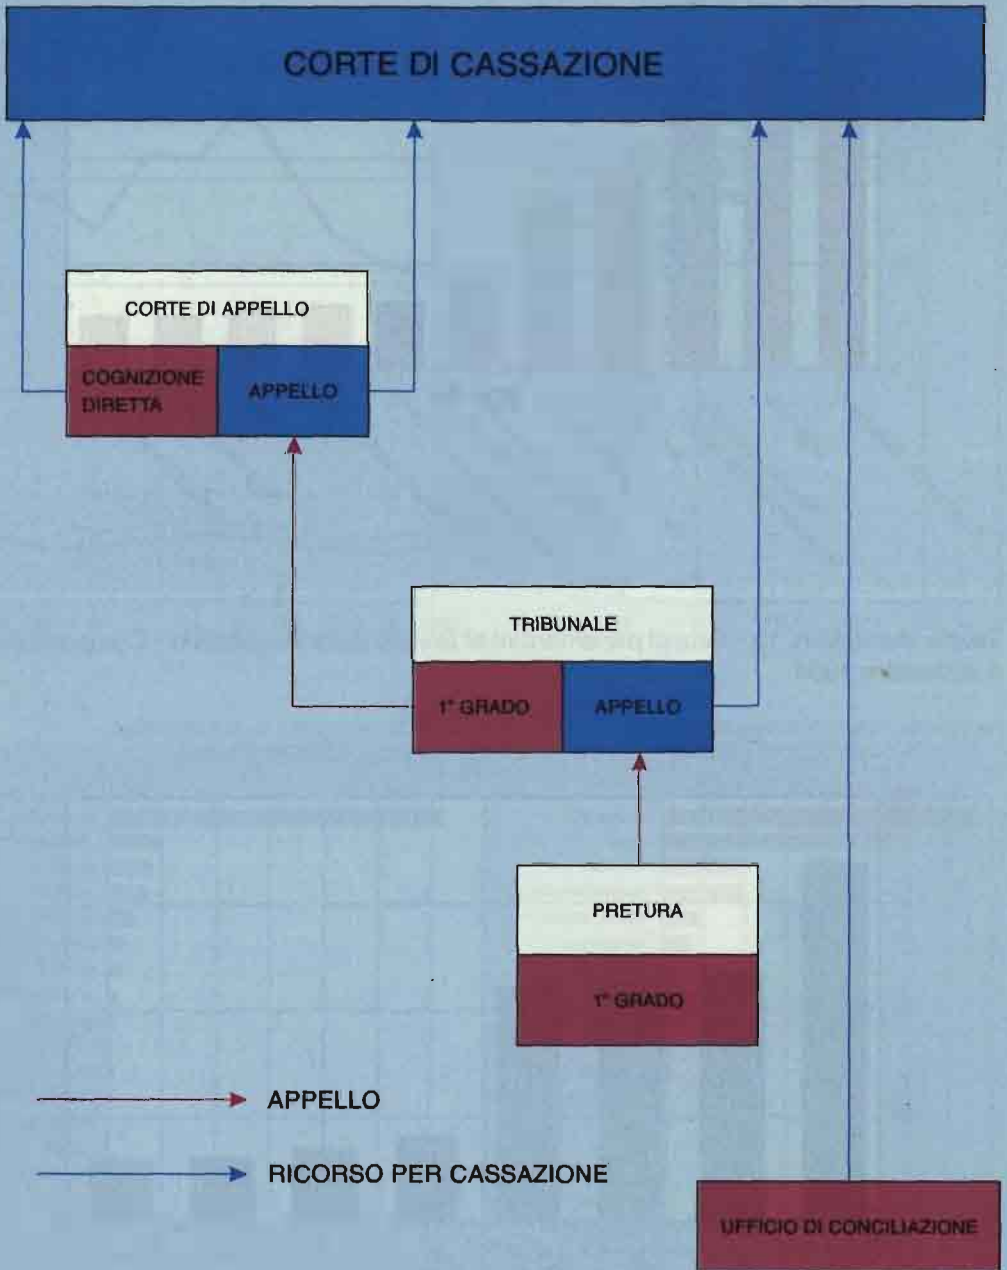 CORTE DI CASSAZIONE
CORTE DI APPELLO
COGNIZIONE
DIRETTA
APPELLO
TRIBUNALE
1° GRADO
APPELLO
PRETURA
1° GRADO
APPELLO
RICORSO PER CASSAZIONE
UFFICIO DI CONCILIAZIONE